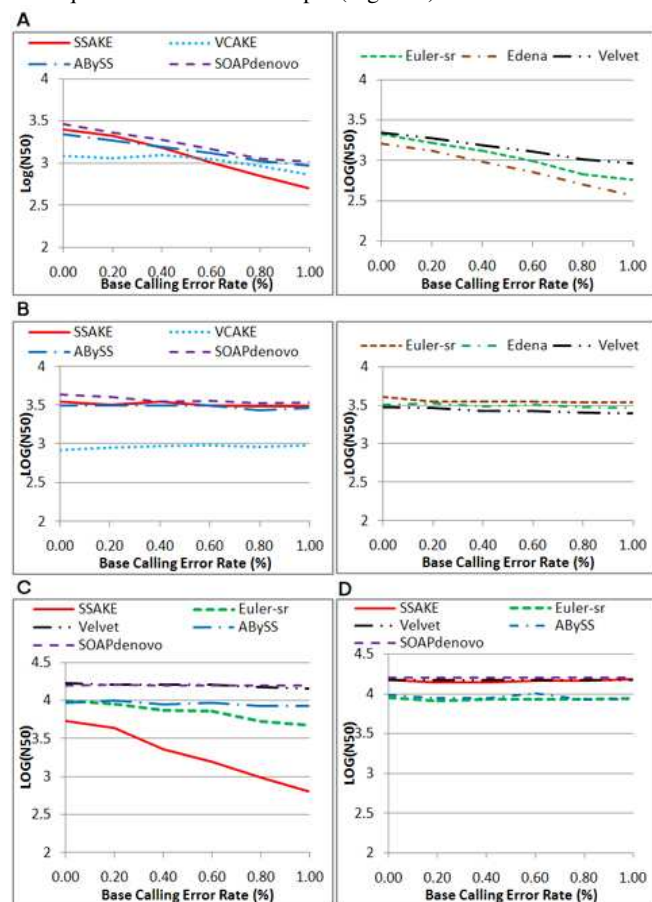 A
SSAKE VCAKE
ABySS SOAPdenovo
4
3.5
3
2.5
2
Log(N50)
0.00 0.20 0.40 0.60 0.80 1.00
Base Calling Error Rate (%)
Euler-sr Edena Velvet
4
3.5
3
2.5
2
LOG(N50)
0.00 0.20 0.40 0.60 0.80 1.00
Base Calling Error Rate (%)
B
SSAKE VCAKE
ABySS SOAPdenovo
4
3.5
3
2.5
2
LOG(N50)
0.00 0.20 0.40 0.60 0.80 1.00
Base Calling Error Rate (%)
Euler-sr Edena Velvet
4
3.5
3
2.5
2
LOG(N50)
0.00 0.20 0.40 0.60 0.80 1.00
Base Calling Error Rate (%)
C
SSAKE Euler-sr
Velvet ABySS
SOAPdenovo
4.5
4
3.5
3
2.5
2
LOG(N50)
0.00 0.20 0.40 0.60 0.80 1.00
Base Calling Error Rate (%)
D
SSAKE Euler-sr
Velvet ABySS
SOAPdenovo
4.5
4
3.5
3
2.5
2
LOG(N50)
0.00 0.20 0.40 0.60 0.80 1.00
Base Calling Error Rate (%)